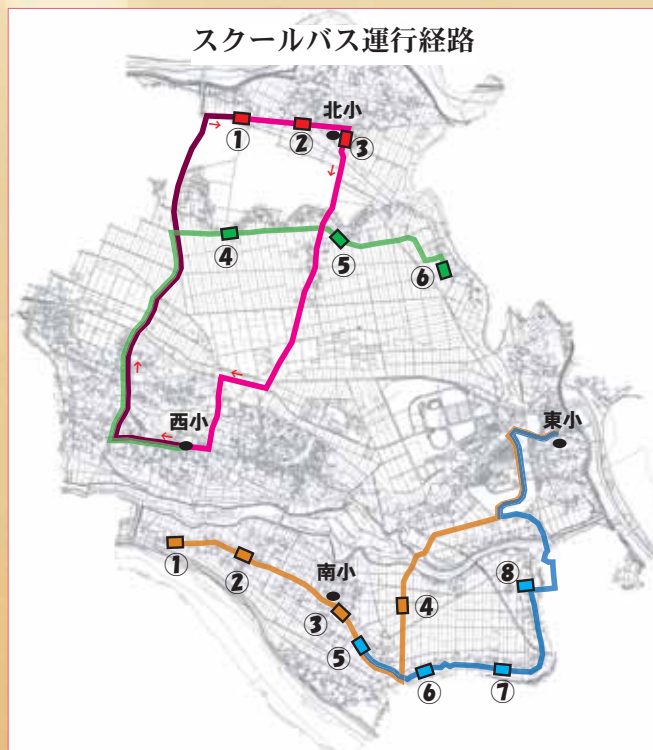 スクールバス運行経路
北小
① ② ③
④ ⑤ ⑥
西小
東小
① ② 南小 ⑧
③ ④
⑤ ⑥ ⑦